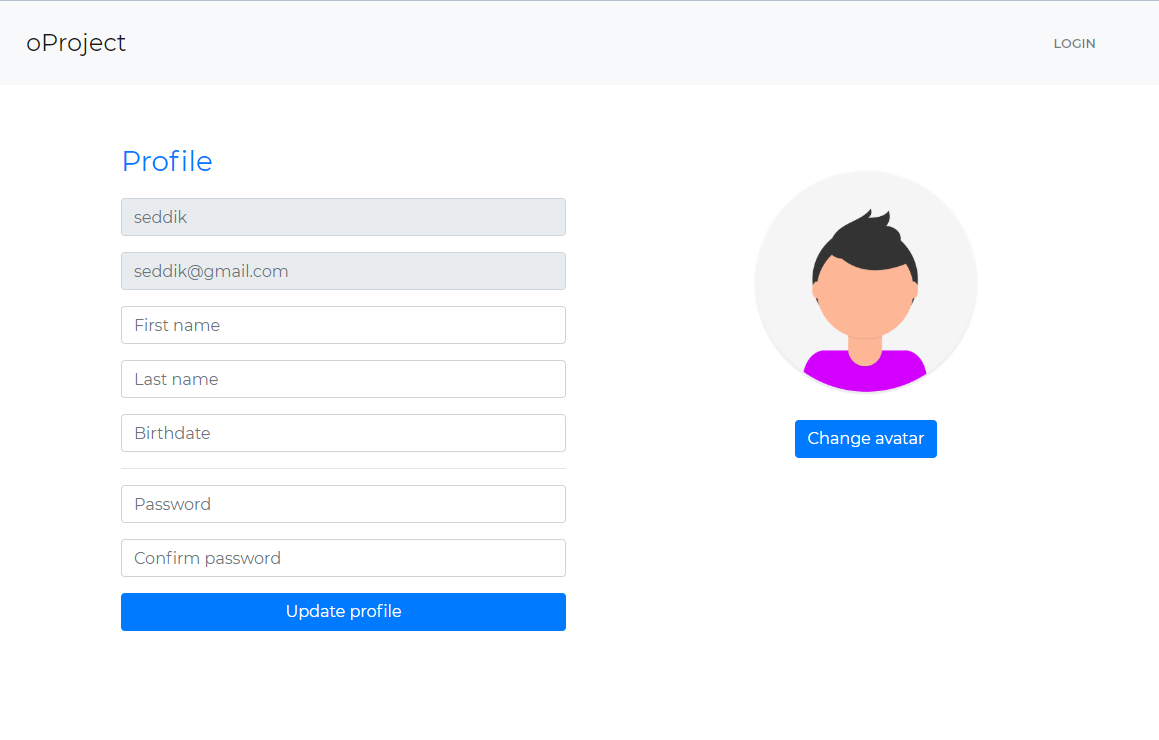 oProject
LOGIN
Profile
seddik
seddik@gmail.com
First name
Last name
Birthdate
Password
Confirm password
Update profile
Change avatar